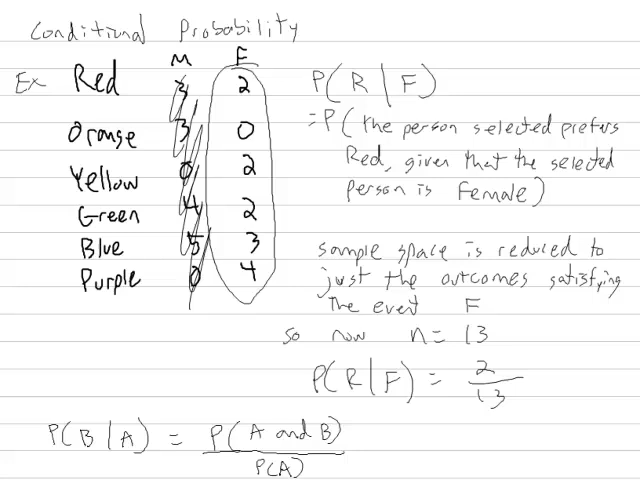 Conditional Probability
M F
Ex Red 3 2
Orange 3 0
Yellow 0 2
Green 4 2
Blue 5 3
Purple 0 4
P(R|F)
=P(the person selected prefers
Red, given that the selected
person is Female)
sample space is reduced to
just the outcomes satisfying
the event F
so now n=13
P(R|F) = 2/13
P(B|A) = P(A and B)/P(A)